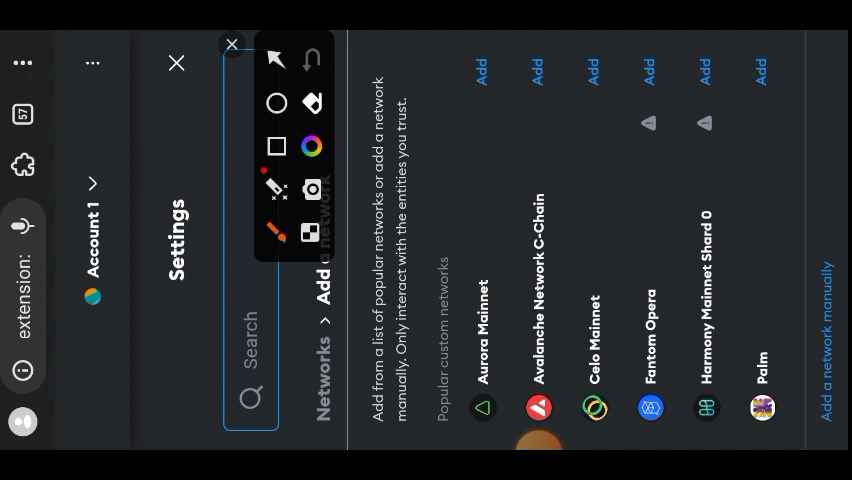 57
extension:
Account 1
Settings
Search
Networks > Add a network
Add from a list of popular networks or add a network
manually. Only interact with the entities you trust.
Popular custom networks
Aurora Mainnet Add
Avalanche Network C-Chain Add
Celo Mainnet Add
Fantom Opera Add
Harmony Mainnet Shard 0 Add
Palm Add
Add a network manually